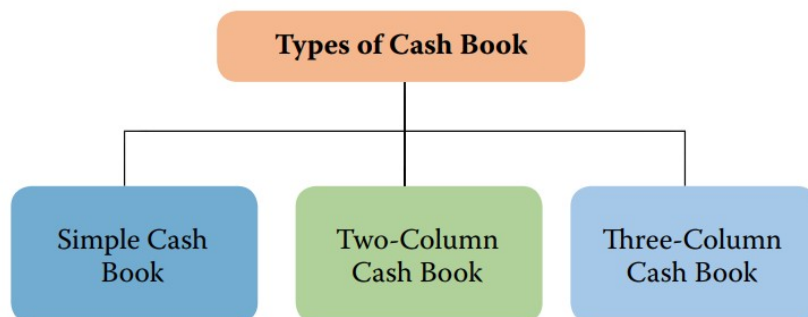 Types of Cash Book
Simple Cash
Book
Two-Column
Cash Book
Three-Column
Cash Book